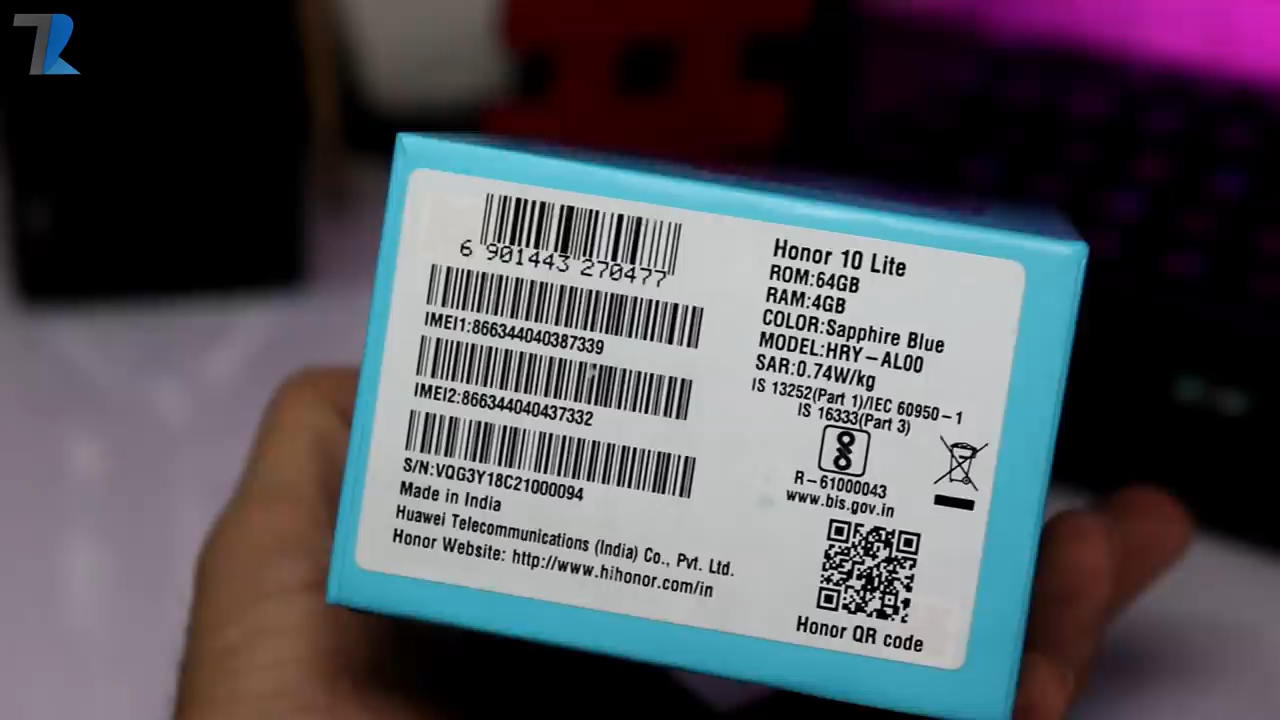 6 901443 270477
IMEI1:866344040387339
IMEI2:866344040437332
S/N:VQG3Y18C21000094
Made in India
Huawei Telecommunications (India) Co., Pvt. Ltd.
Honor Website: http://www.hihonor.com/in
Honor 10 Lite
ROM:64GB
RAM:4GB
COLOR:Sapphire Blue
MODEL:HRY-AL00
SAR:0.74W/kg
IS 13252(Part 1)/IEC 60950-1
IS 16333(Part 3)
R-61000043
www.bis.gov.in
Honor QR code